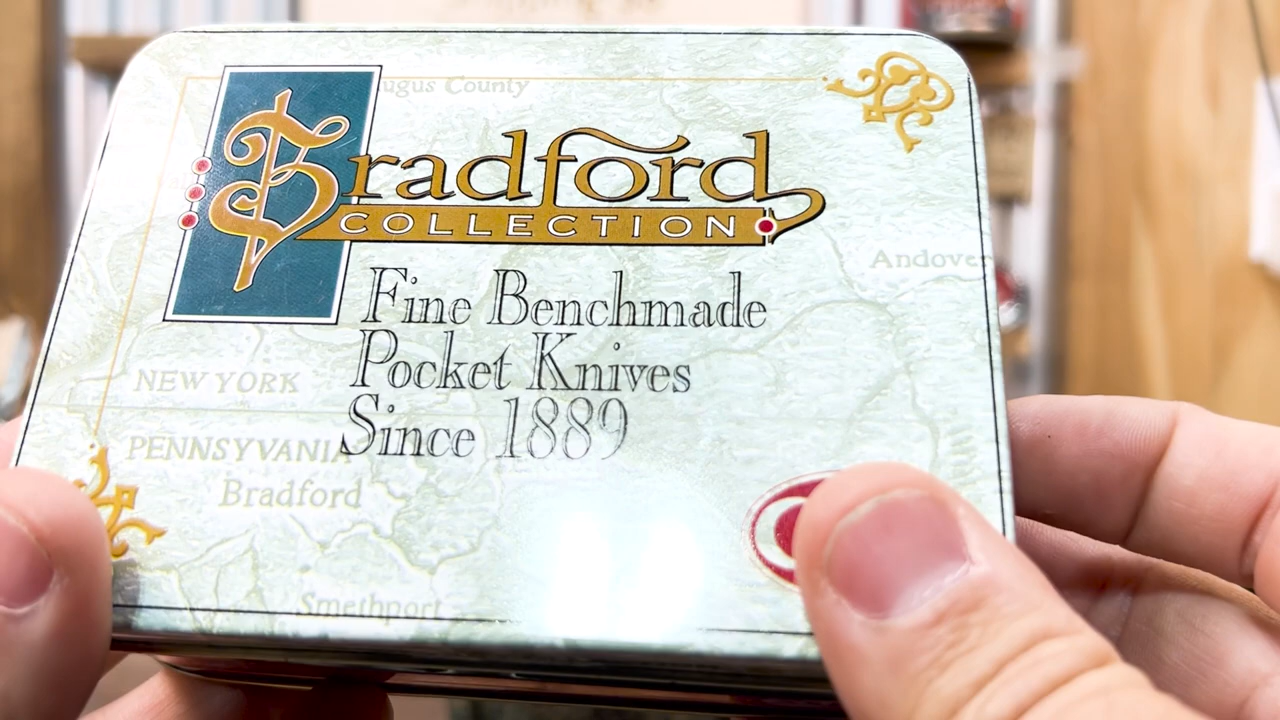 ugus County
Bradford
COLLECTION
Andover
Fine Benchmade
Pocket Knives
Since 1889
NEW YORK
PENNSYVANIA
Bradford
Smethport